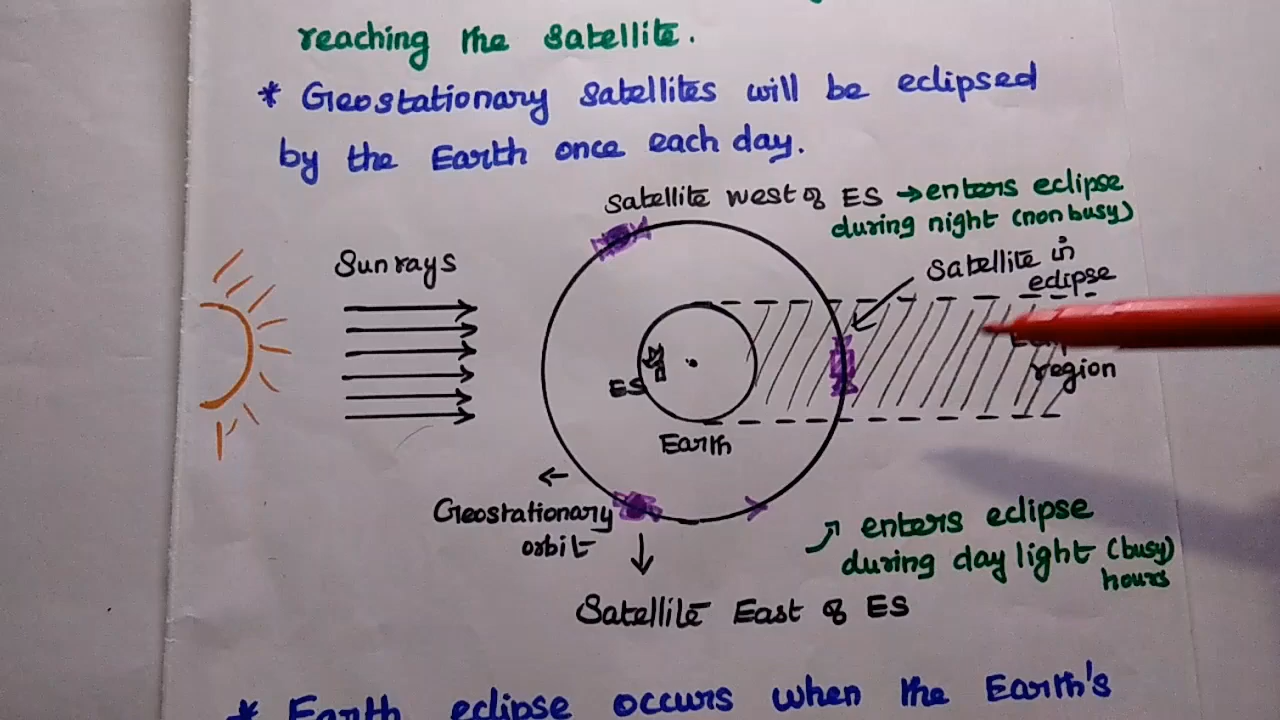 reaching the satellite.
* Geostationary satellites will be eclipsed
by the Earth once each day.
Satellite west of ES → enters eclipse
during night (non busy)
Sun rays
Satellite in
eclipse
region
ES
Earth
Geostationary
orbit
enters eclipse
during day light (busy)
hours
Satellite East of ES
* Earth eclipse occurs when the Earth's